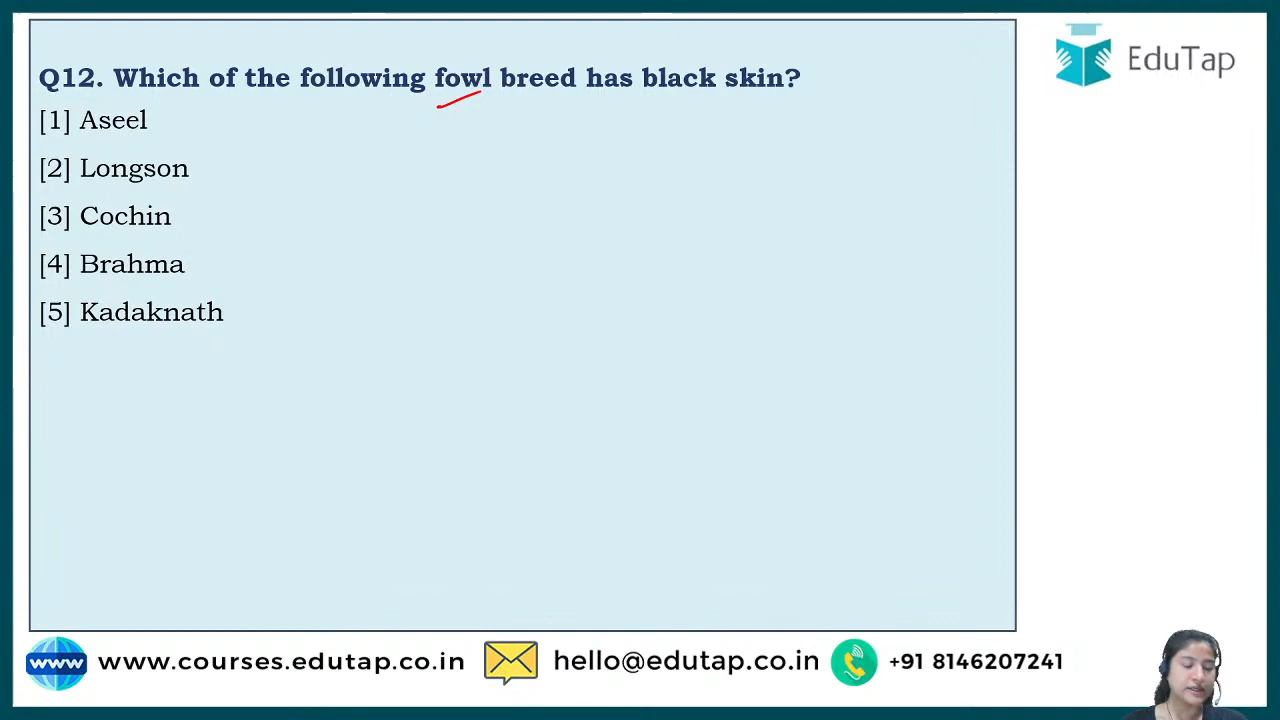 EduTap
Q12. Which of the following fowl breed has black skin?
[1] Aseel
[2] Longson
[3] Cochin
[4] Brahma
[5] Kadaknath
www www.courses.edutap.co.in hello@edutap.co.in +91 8146207241